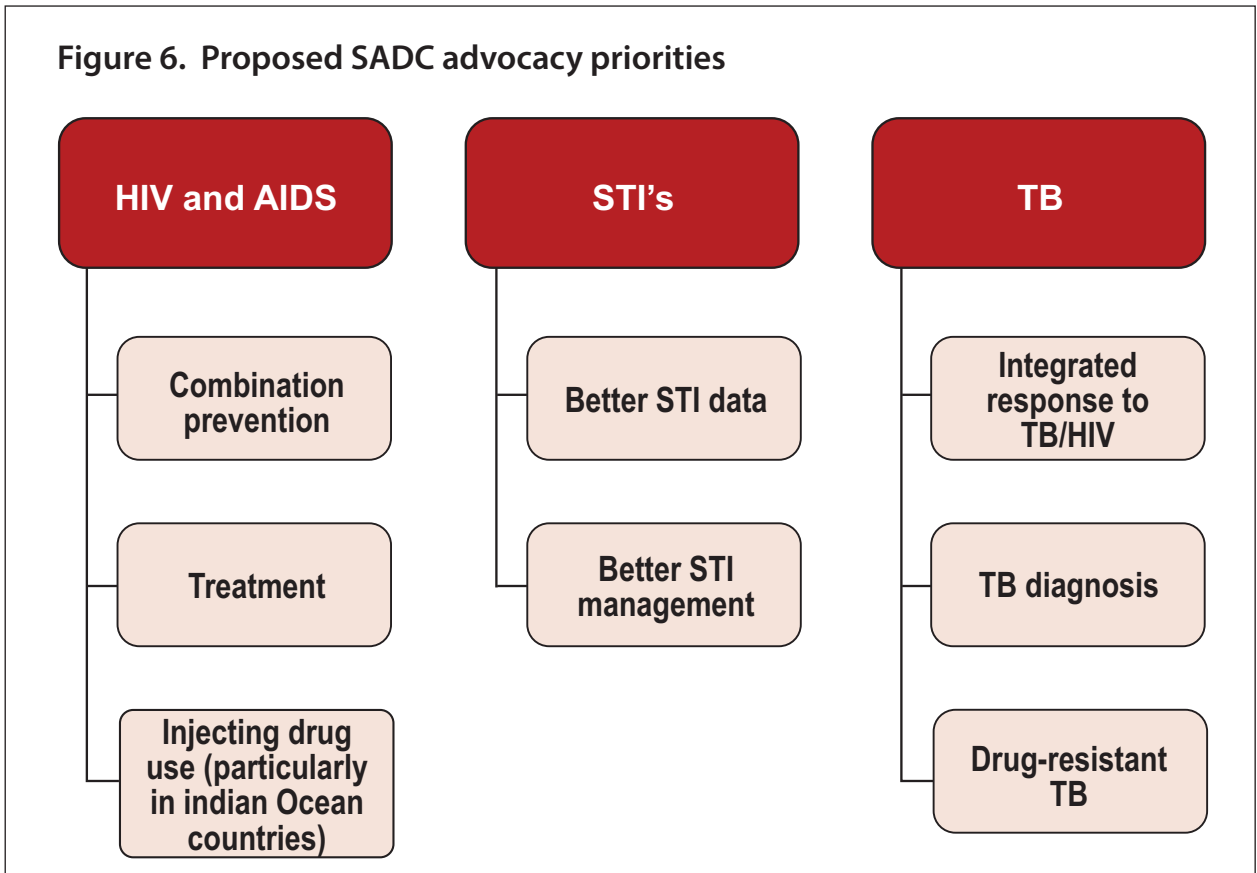 Figure 6. Proposed SADC advocacy priorities
HIV and AIDS
Combination
prevention
Treatment
Injecting drug
use (particularly
in indian Ocean
countries)
STI's
Better STI data
Better STI
management
TB
Integrated
response to
TB/HIV
TB diagnosis
Drug-resistant
TB